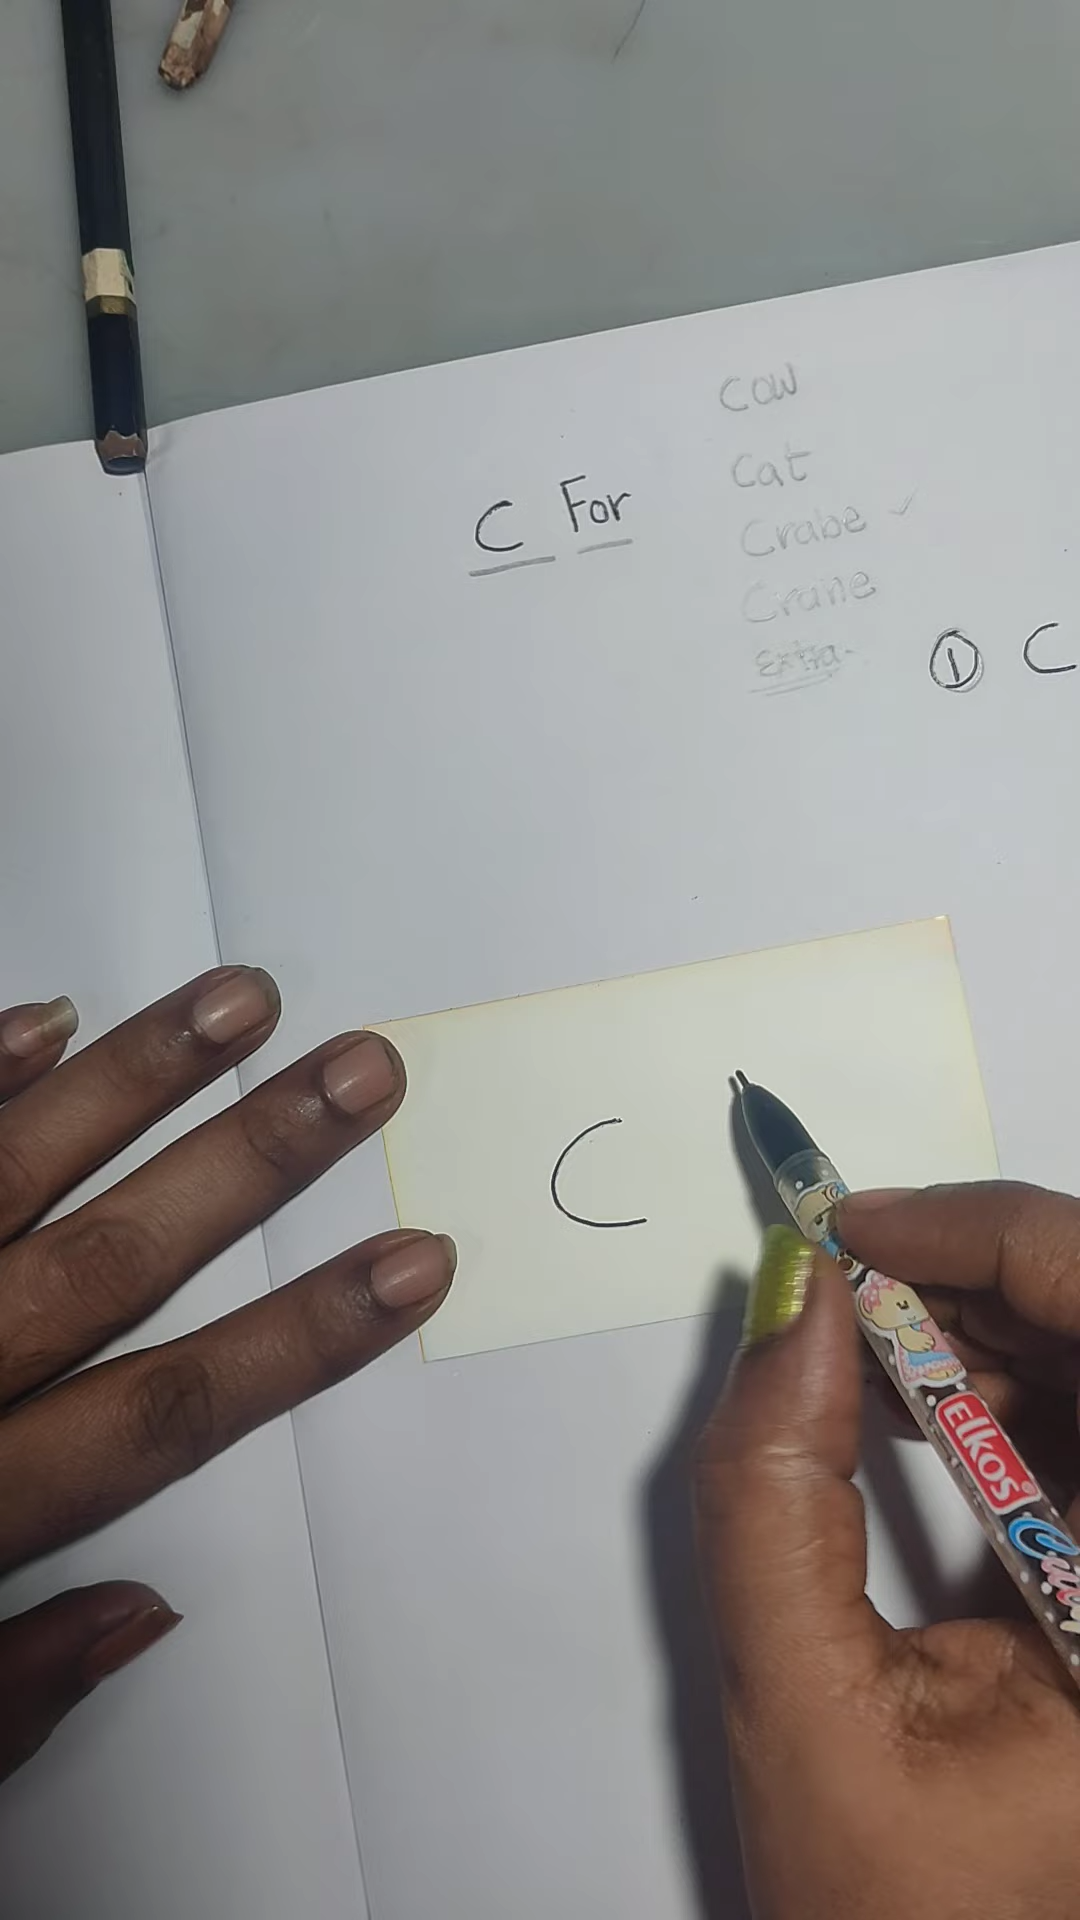 C For
Cow
Cat
Crabe ✓
Crane
Extra.
① C
C
Elkos